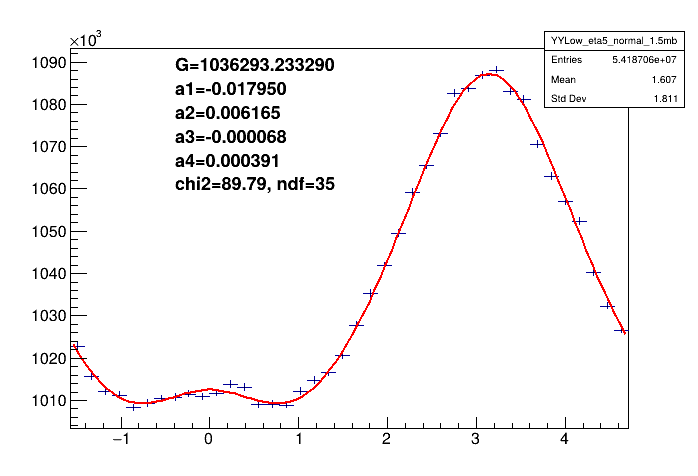 ×10³
YYLow_eta5_normal_1.5mb
Entries 5.418706e+07
Mean 1.607
Std Dev 1.811
G=1036293.233290
a1=-0.017950
a2=0.006165
a3=-0.000068
a4=0.000391
chi2=89.79, ndf=35
1090
1080
1070
1060
1050
1040
1030
1020
1010
−1 0 1 2 3 4